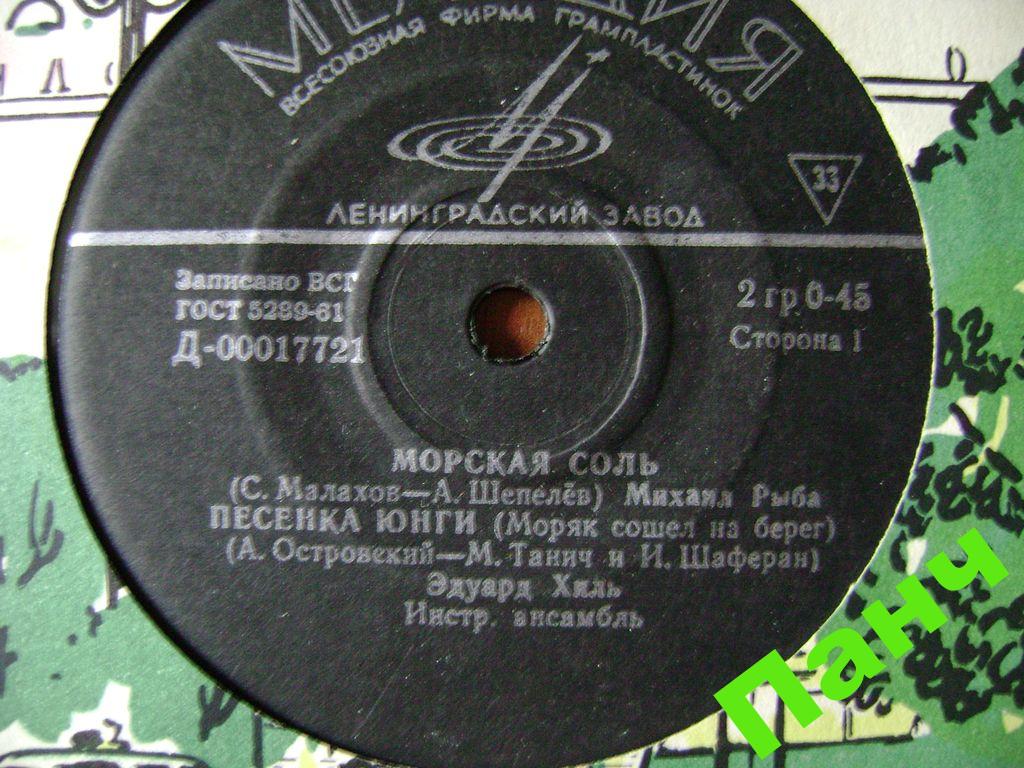 МЕЛОДИЯ
ВСЕСОЮЗНАЯ ФИРМА ГРАМПЛАСТИНОК
33
ЛЕНИНГРАДСКИЙ ЗАВОД
Записано ВСГ
ГОСТ 5289-61
Д-00017721
2 гр 0-45
Сторона 1
МОРСКАЯ СОЛЬ
(С. Малахов—А. Шепелёв) Михаил Рыба
ПЕСЕНКА ЮНГИ (Моряк сошел на берег)
(А. Островский—М. Танич и И. Шаферан)
Эдуард Хиль
Инстр. ансамбль
Панч